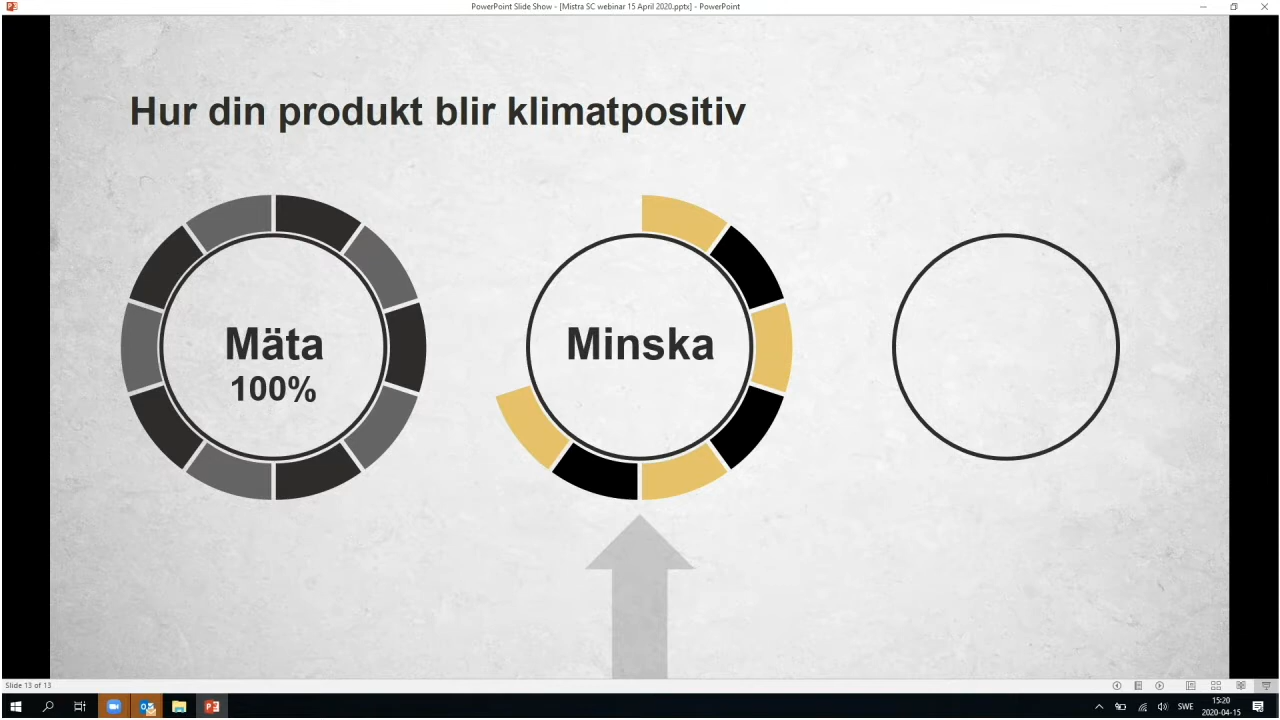 PowerPoint Slide Show - [Mistra SC webinar 15 April 2020.pptx] - PowerPoint
Hur din produkt blir klimatpositiv
Mäta
100%
Minska
Slide 13 of 13
SWE
15:20
2020-04-15